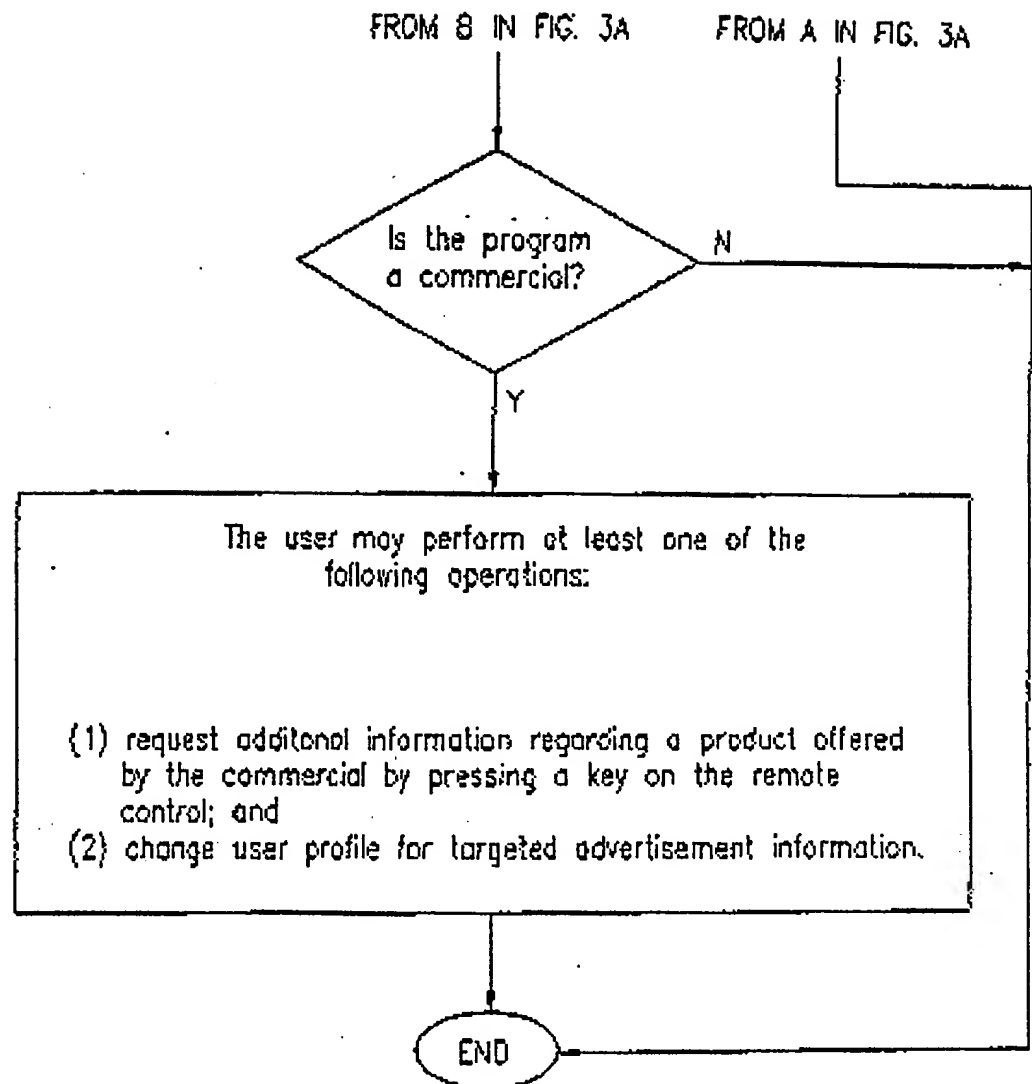 FROM B IN FIG. 3A
FROM A IN FIG. 3A
Is the program
a commercial?
N
Y
The user may perform at least one of the
following operations:
(1) request additonal information regarding a product offered
by the commercial by pressing a key on the remote
control; and
(2) change user profile for targeted advertisement information.
END